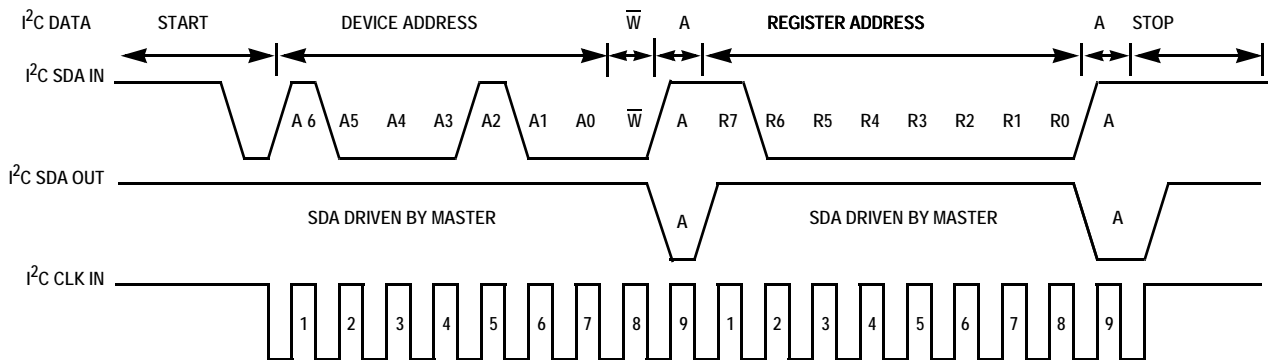 I²C DATA START DEVICE ADDRESS W̅ A REGISTER ADDRESS A STOP
I²C SDA IN
A 6 A5 A4 A3 A2 A1 A0 W̅ A R7 R6 R5 R4 R3 R2 R1 R0 A
I²C SDA OUT
SDA DRIVEN BY MASTER A SDA DRIVEN BY MASTER A
I²C CLK IN
1 2 3 4 5 6 7 8 9 1 2 3 4 5 6 7 8 9